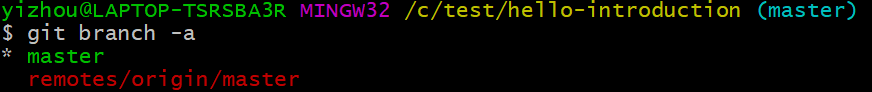 yizhou@LAPTOP-TSRSBA3R MINGW32 /c/test/hello-introduction (master)
$ git branch -a
* master
  remotes/origin/master